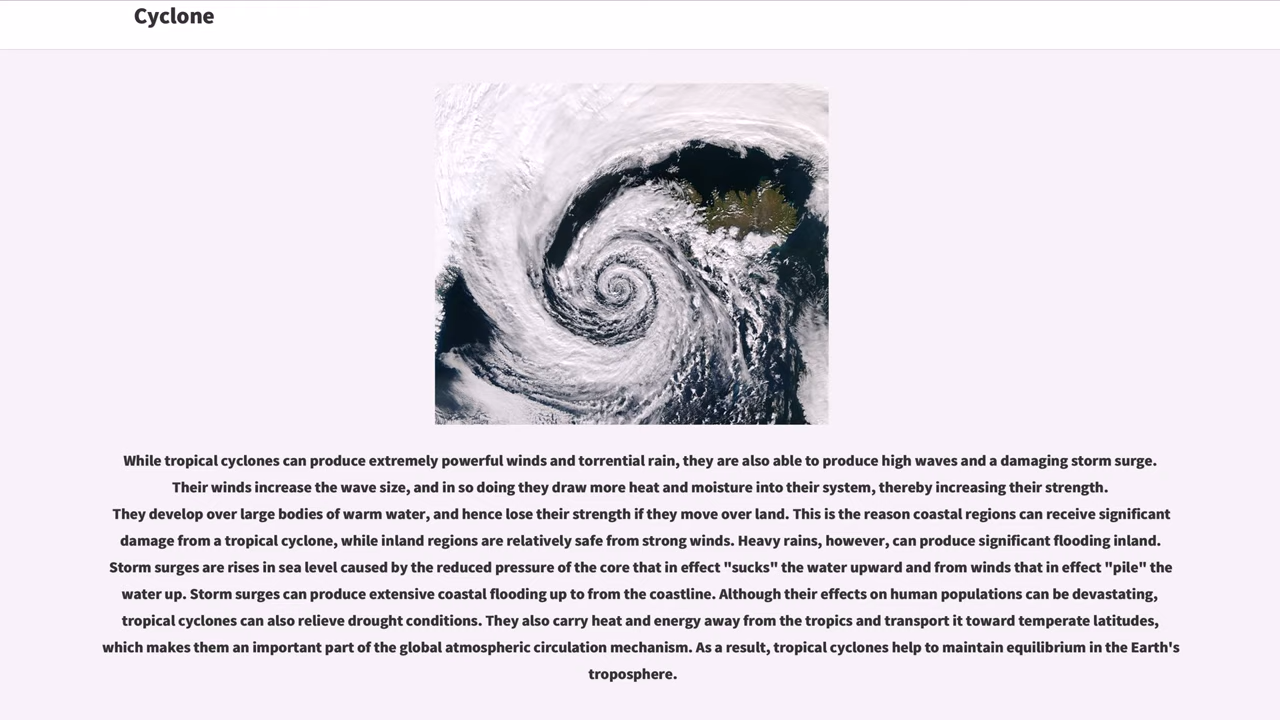 Cyclone
While tropical cyclones can produce extremely powerful winds and torrential rain, they are also able to produce high waves and a damaging storm surge.
Their winds increase the wave size, and in so doing they draw more heat and moisture into their system, thereby increasing their strength.
They develop over large bodies of warm water, and hence lose their strength if they move over land. This is the reason coastal regions can receive significant
damage from a tropical cyclone, while inland regions are relatively safe from strong winds. Heavy rains, however, can produce significant flooding inland.
Storm surges are rises in sea level caused by the reduced pressure of the core that in effect "sucks" the water upward and from winds that in effect "pile" the
water up. Storm surges can produce extensive coastal flooding up to from the coastline. Although their effects on human populations can be devastating,
tropical cyclones can also relieve drought conditions. They also carry heat and energy away from the tropics and transport it toward temperate latitudes,
which makes them an important part of the global atmospheric circulation mechanism. As a result, tropical cyclones help to maintain equilibrium in the Earth's
troposphere.